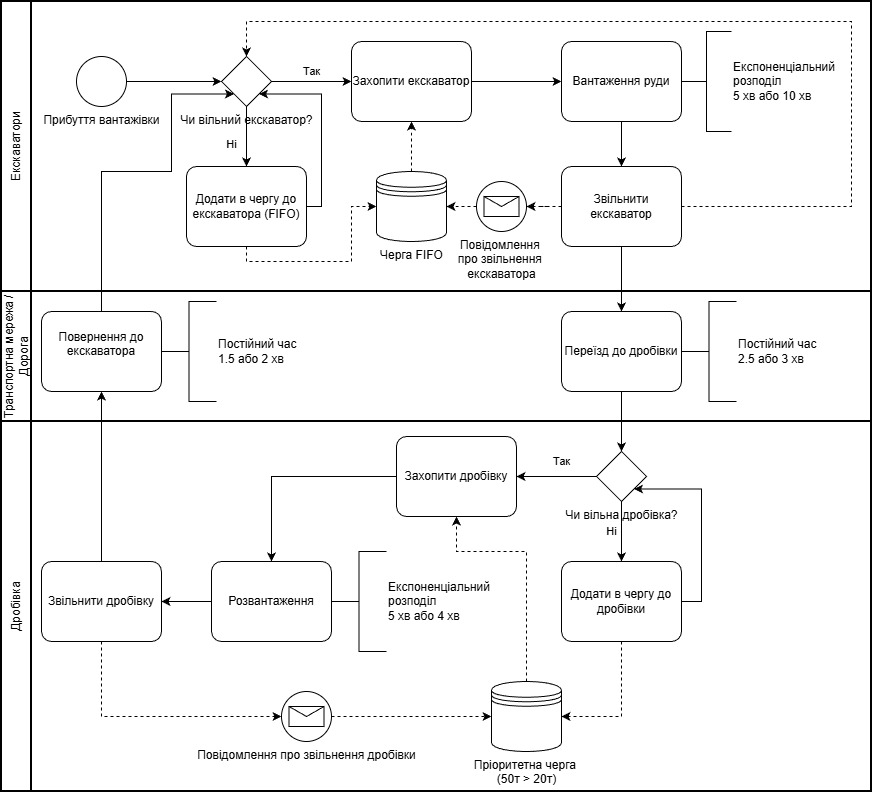 Екскаватори
Прибуття вантажівки
Чи вільний екскаватор?
Так
Ні
Захопити екскаватор
Вантаження руди
Експоненціальний
розподіл
5 хв або 10 хв
Додати в чергу до
екскаватора (FIFO)
Черга FIFO
Повідомлення
про звільнення
екскаватора
Звільнити
екскаватор
Транспортна мережа /
Дорога
Повернення до
екскаватора
Постійний час
1.5 або 2 хв
Переїзд до дробівки
Постійний час
2.5 або 3 хв
Дробівка
Захопити дробівку
Так
Чи вільна дробівка?
Ні
Звільнити дробівку
Розвантаження
Експоненціальний
розподіл
5 хв або 4 хв
Додати в чергу до
дробівки
Повідомлення про звільнення дробівки
Пріоритетна черга
(50т > 20т)